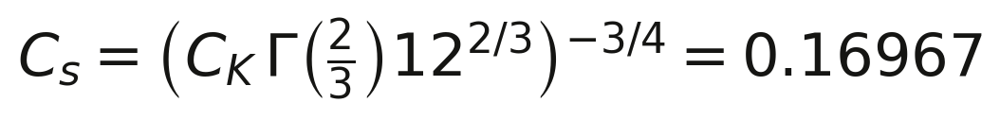 C_s = (C_K Γ(2/3) 12^{2/3})^{-3/4} = 0.16967